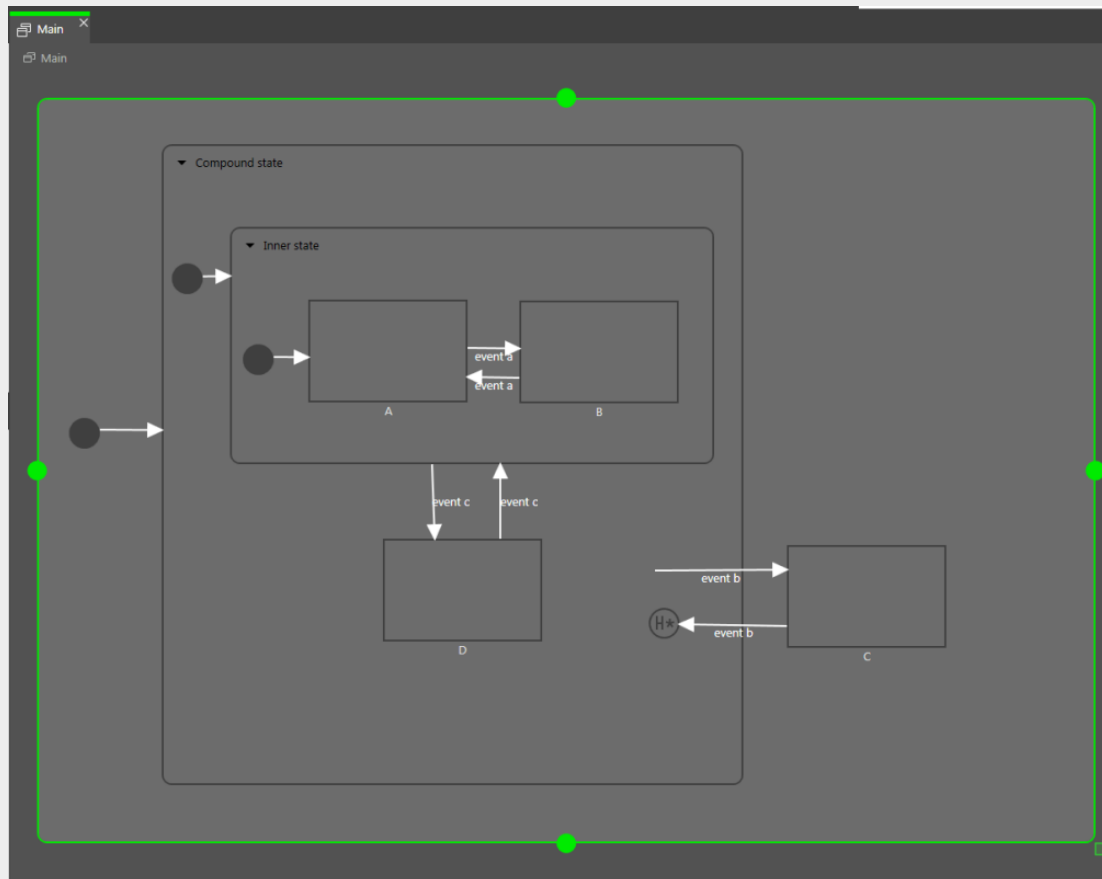 Main
Main
Compound state
Inner state
event a
event a
A
B
event c
event c
event b
H*
event b
D
C